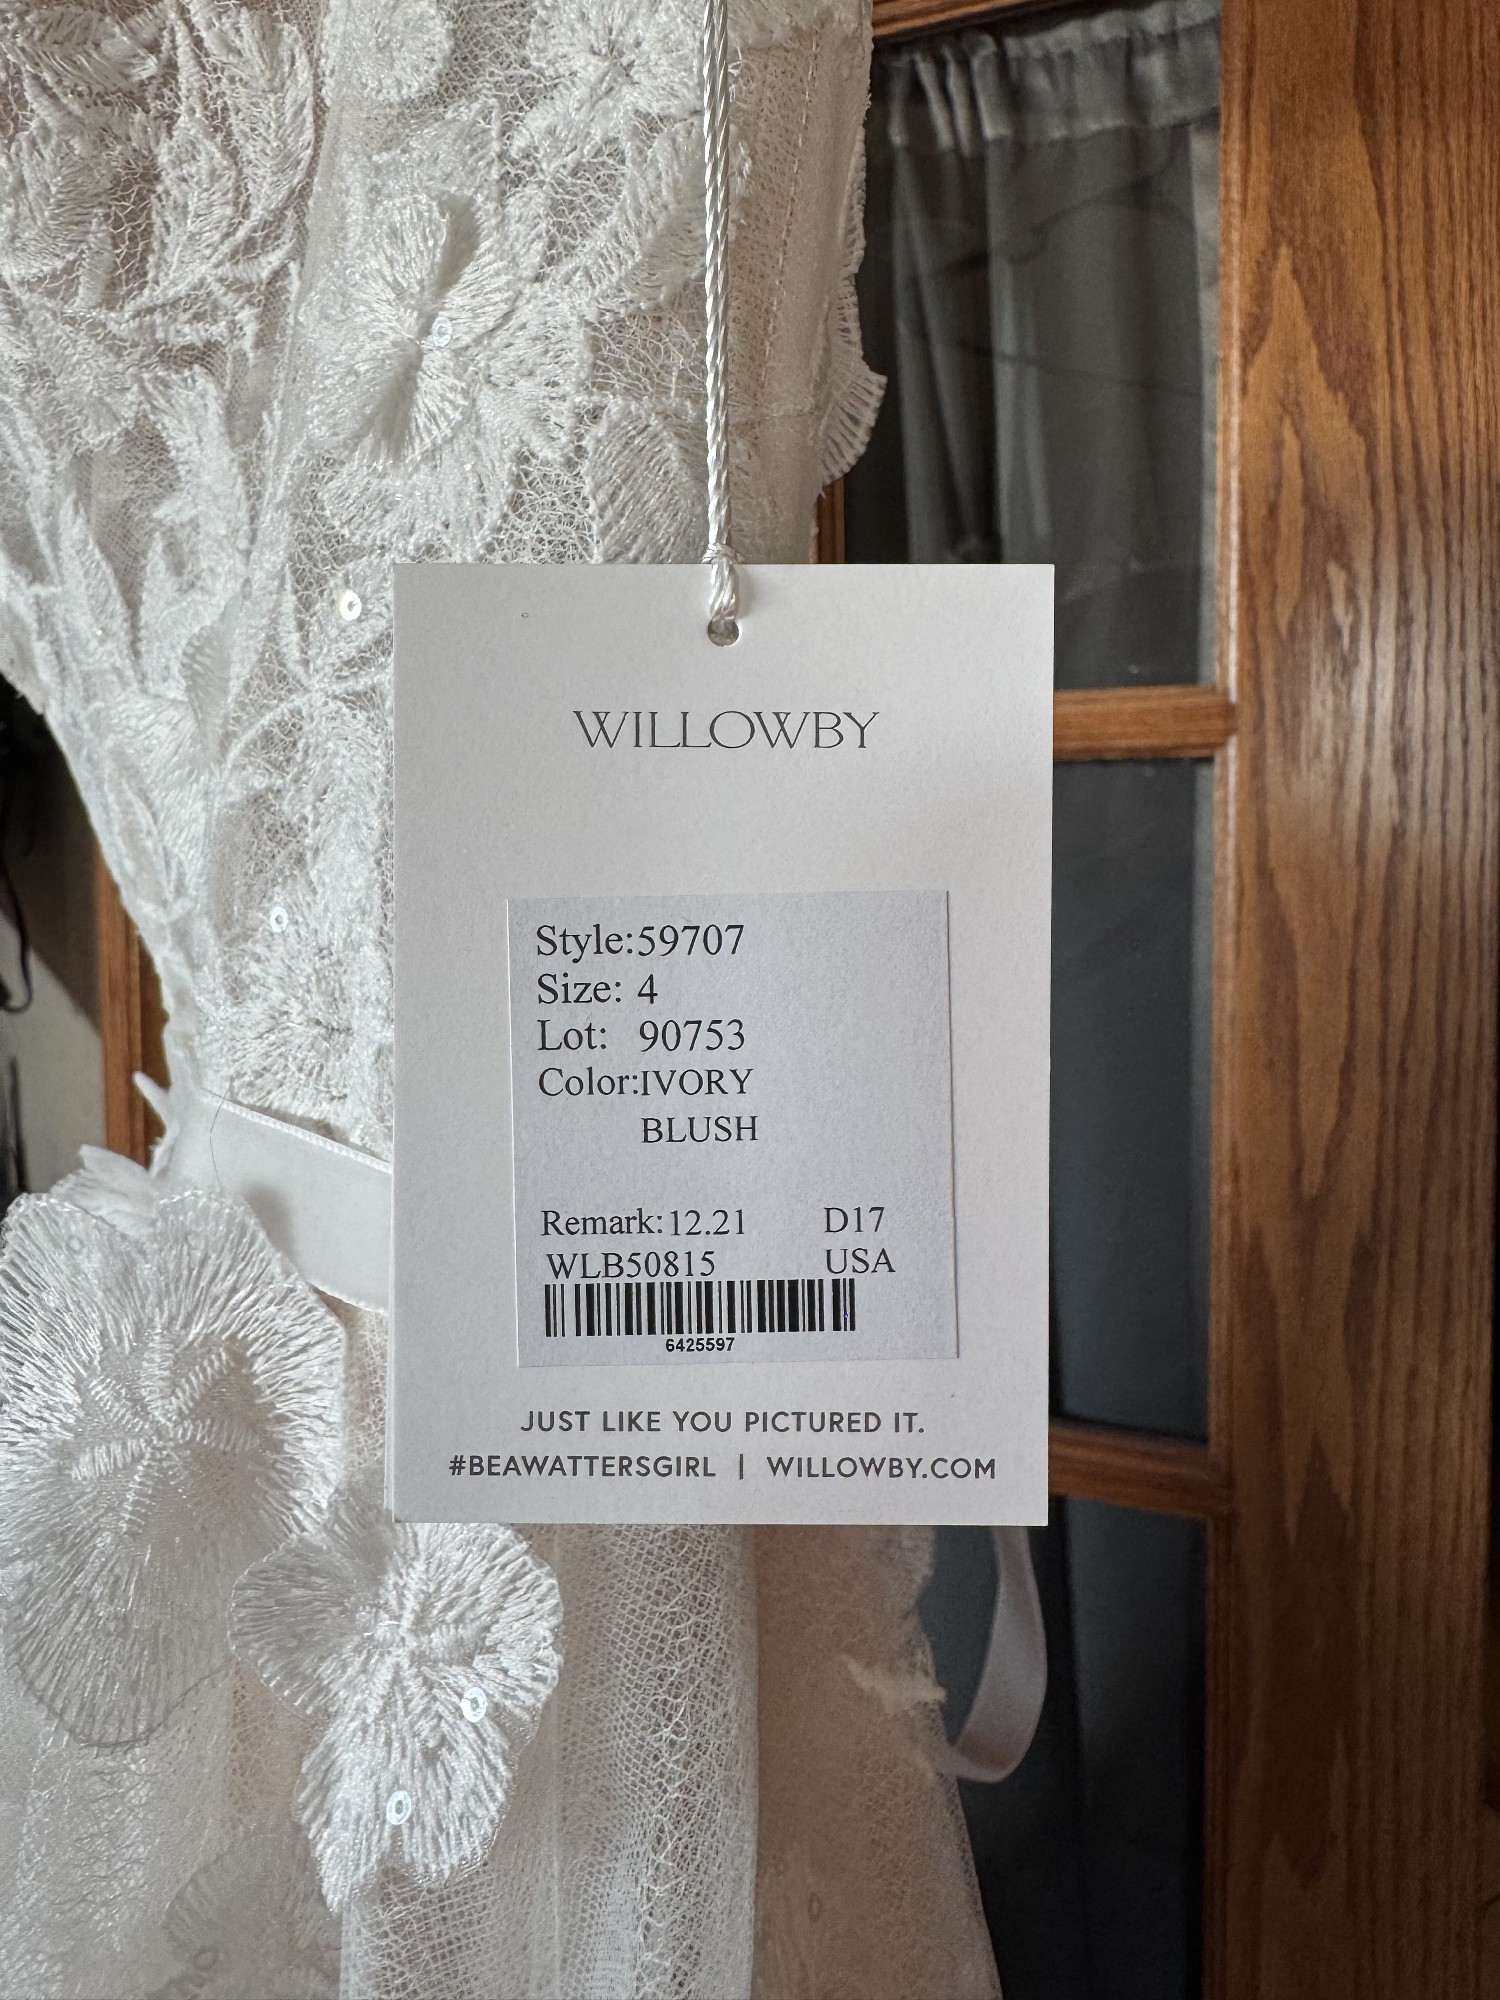 WILLOWBY
Style:59707
Size: 4
Lot: 90753
Color:IVORY
BLUSH
Remark:12.21 D17
WLB50815 USA
6425597
JUST LIKE YOU PICTURED IT.
#BEAWATTERSGIRL | WILLOWBY.COM